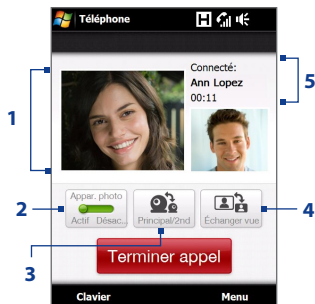 Téléphone
H
Connecté:
Ann Lopez
00:11
1
5
Appar. photo
Actif Désac..
Principal/2nd
Échanger vue
2
3
4
Terminer appel
Clavier Menu